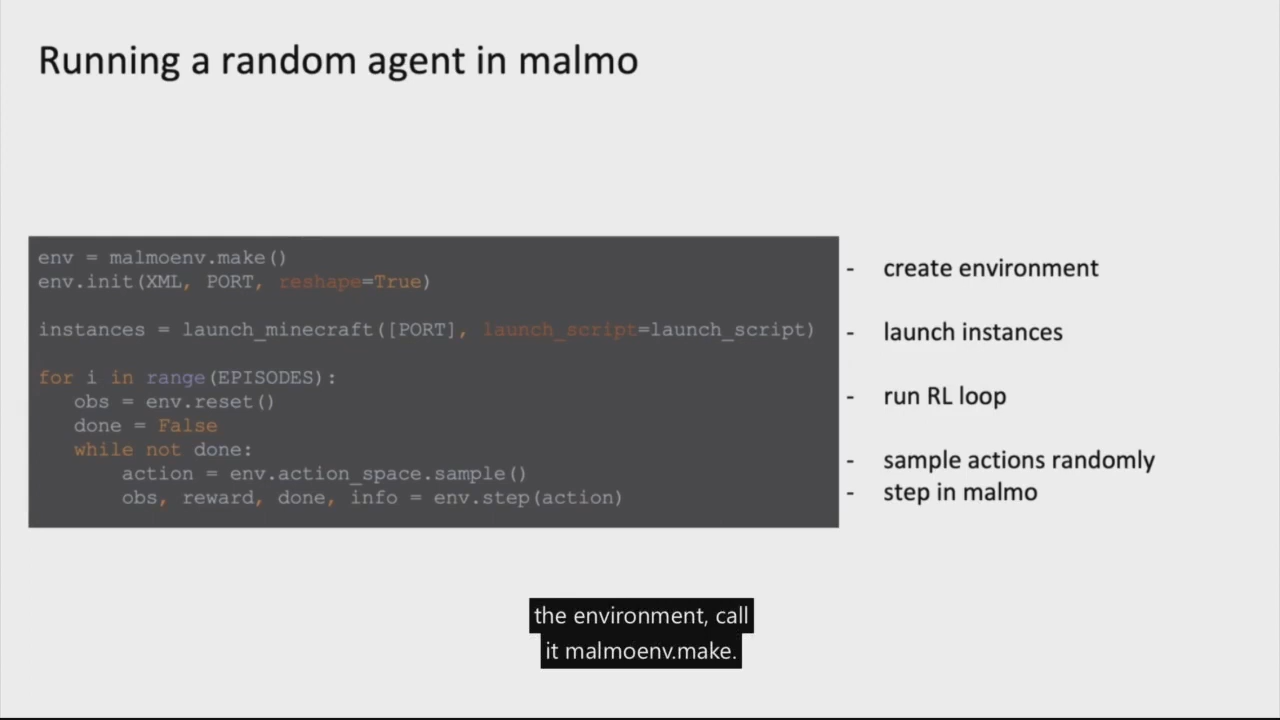 Running a random agent in malmo
env = malmoenv.make()
env.init(XML, PORT, reshape=True)
instances = launch_minecraft([PORT], launch_script=launch_script)
for i in range(EPISODES):
obs = env.reset()
done = False
while not done:
action = env.action_space.sample()
obs, reward, done, info = env.step(action)
- create environment
- launch instances
- run RL loop
- sample actions randomly
- step in malmo
the environment, call
it malmoenv.make.